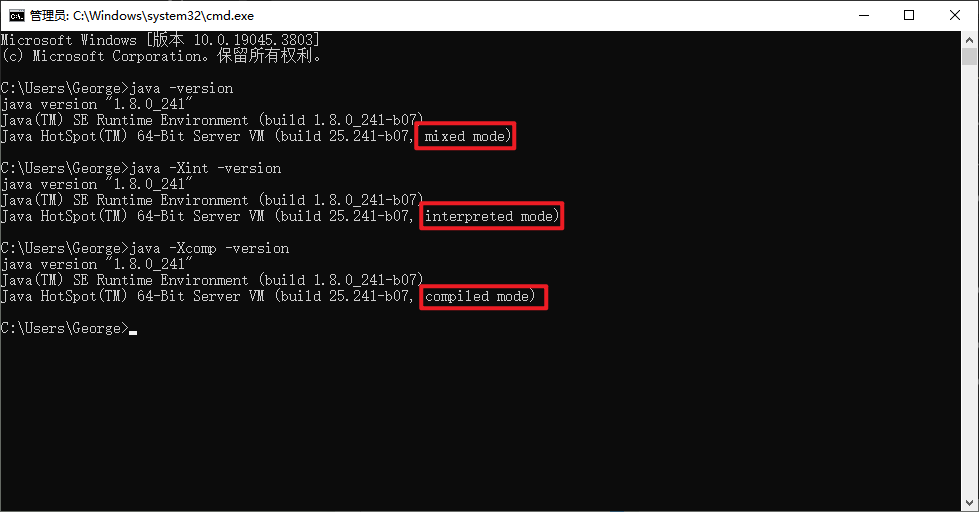 管理员: C:\Windows\system32\cmd.exe
Microsoft Windows [版本 10.0.19045.3803]
(c) Microsoft Corporation。保留所有权利。
C:\Users\George>java -version
java version "1.8.0_241"
Java(TM) SE Runtime Environment (build 1.8.0_241-b07)
Java HotSpot(TM) 64-Bit Server VM (build 25.241-b07, mixed mode)
C:\Users\George>java -Xint -version
java version "1.8.0_241"
Java(TM) SE Runtime Environment (build 1.8.0_241-b07)
Java HotSpot(TM) 64-Bit Server VM (build 25.241-b07, interpreted mode)
C:\Users\George>java -Xcomp -version
java version "1.8.0_241"
Java(TM) SE Runtime Environment (build 1.8.0_241-b07)
Java HotSpot(TM) 64-Bit Server VM (build 25.241-b07, compiled mode)
C:\Users\George>